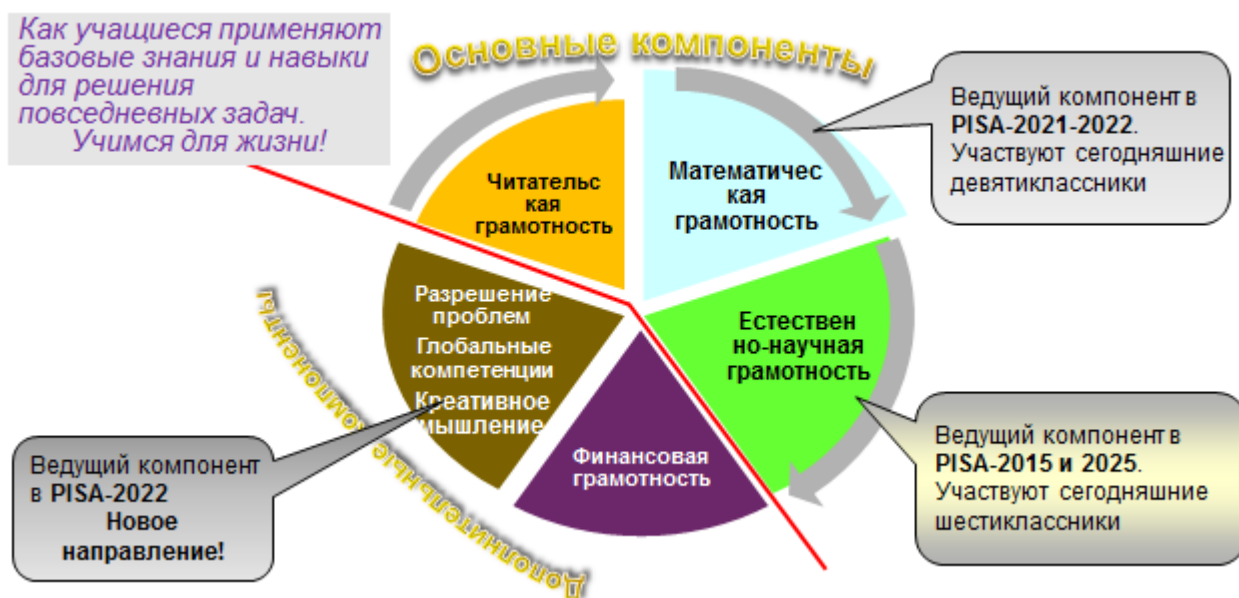 Как учащиеся применяют
базовые знания и навыки
для решения
повседневных задач.
Учимся для жизни!
Основные компоненты
Ведущий компонент в
PISA-2021-2022.
Участвуют сегодняшние
девятиклассники
Читательс
кая
грамотность
Математичес
кая
грамотность
Разрешение
проблем
Глобальные
компетенции
Креативное
мышление
Естествен
но-научная
грамотность
Финансовая
грамотность
Дополнительные компоненты
Ведущий компонент
в PISA-2022
Новое
направление!
Ведущий компонент в
PISA-2015 и 2025.
Участвуют сегодняшние
шестиклассники